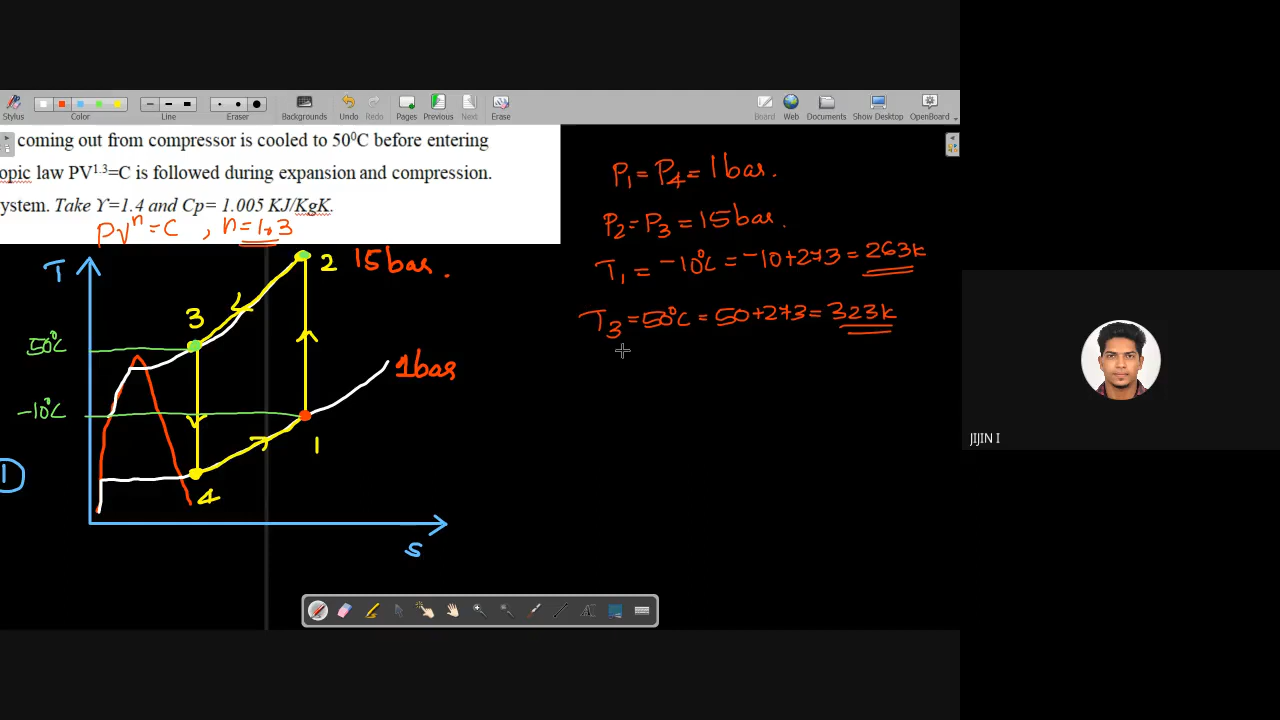 Stylus Color Line Eraser Backgrounds Undo Redo Pages Previous Next Erase Board Web Documents Show Desktop OpenBoard
coming out from compressor is cooled to 50⁰C before entering
opic law PV¹·³=C is followed during expansion and compression.
ystem. Take ϒ=1.4 and Cp= 1.005 KJ/KgK.
PVⁿ = C , n = 1.3
T
2 15 bar.
3
50°C
1 bar
-10°C
1
1
4
s
P₁ = P₄ = 1 bar.
P₂ = P₃ = 15 bar.
T₁ = -10°C = -10+273 = 263K
T₃ = 50°C = 50+273 = 323K
JIJIN I